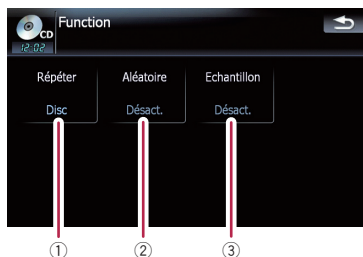 Function
CD
12:02
Répéter Aléatoire Echantillon
Disc Désact. Désact.
① ② ③